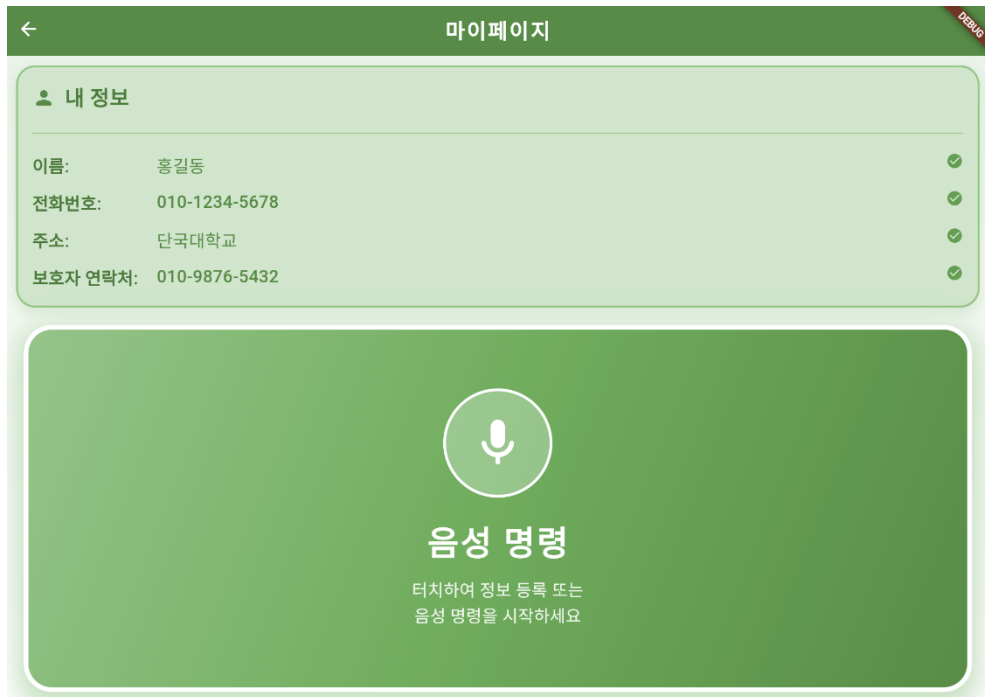 마이페이지
DEBUG
내 정보
이름: 홍길동
전화번호: 010-1234-5678
주소: 단국대학교
보호자 연락처: 010-9876-5432
음성 명령
터치하여 정보 등록 또는
음성 명령을 시작하세요